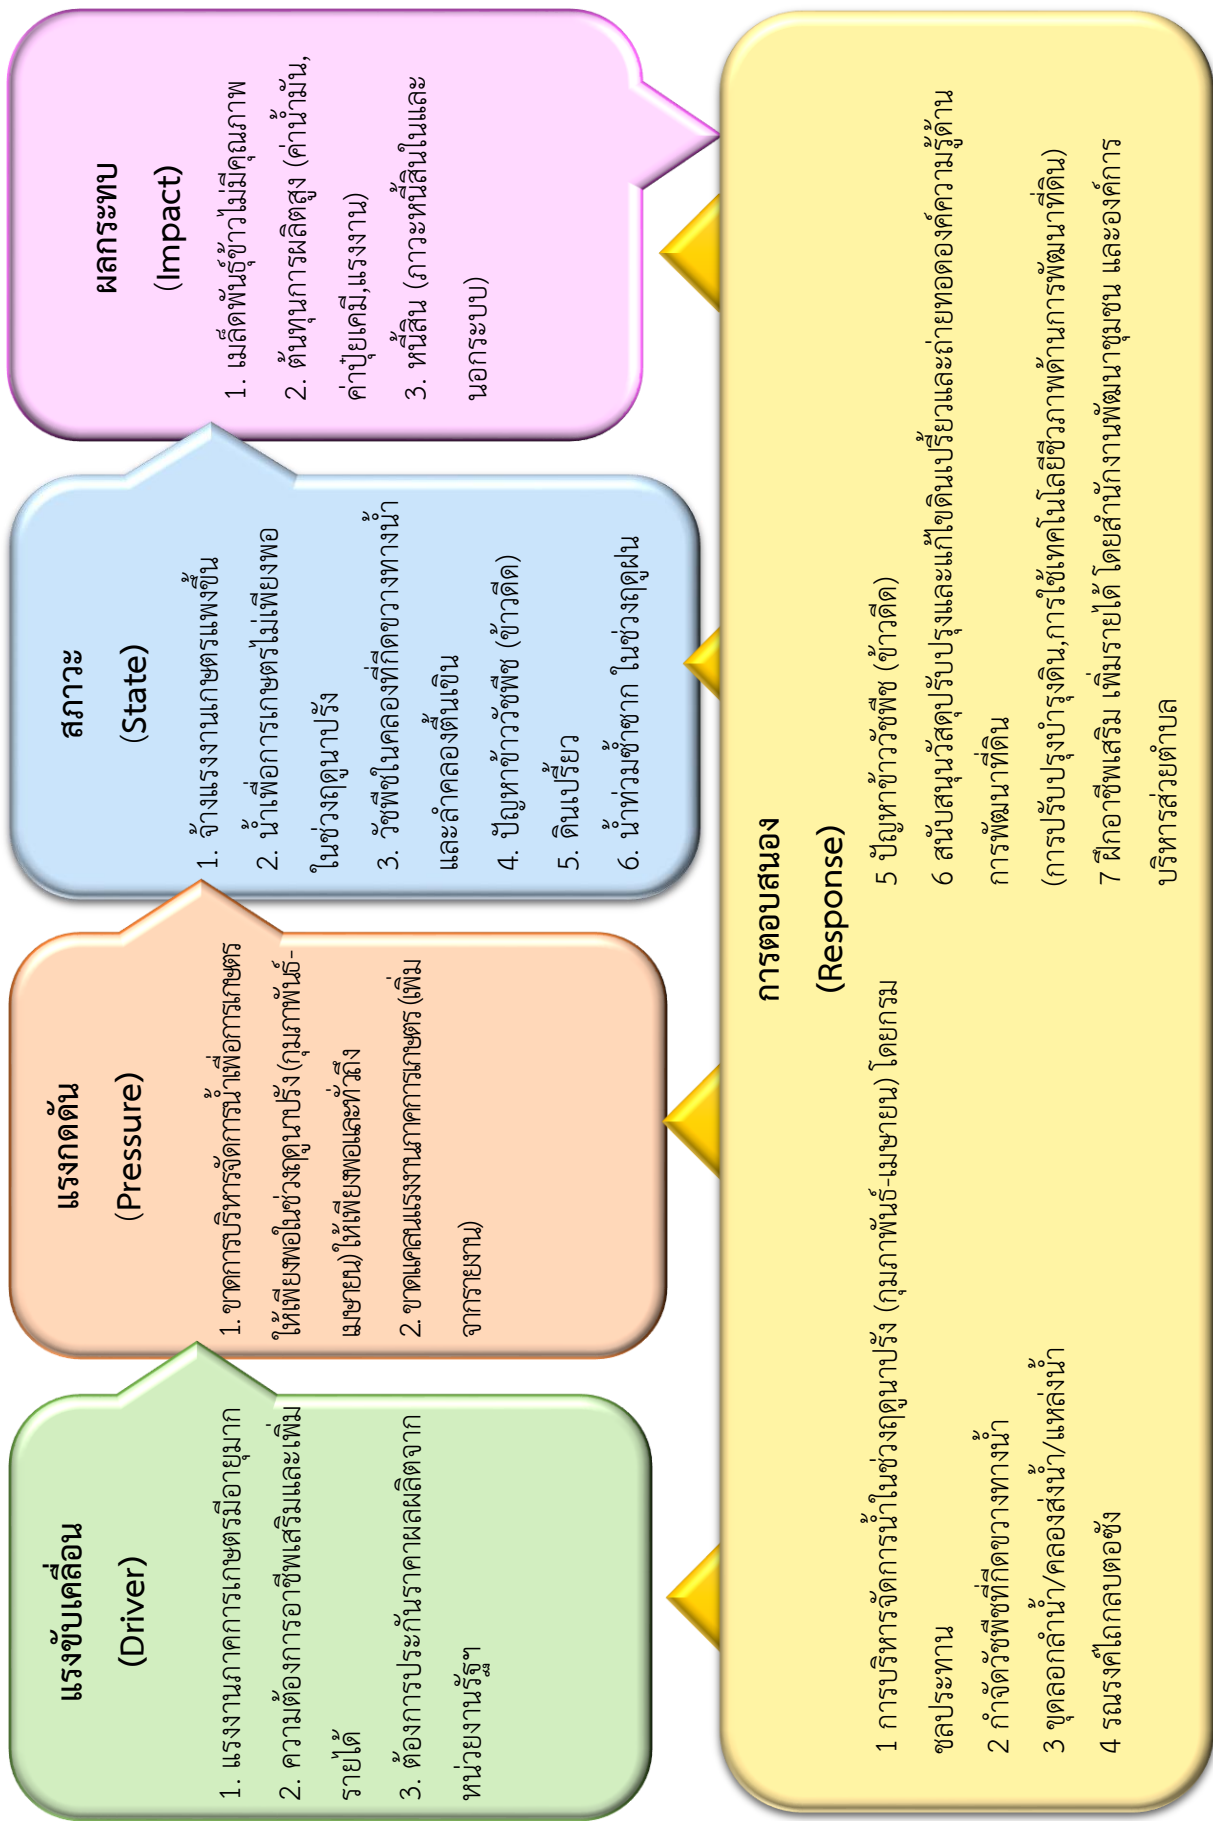 แรงขับเคลื่อน
(Driver)
1. แรงงานภาคการเกษตรมีอายุมาก
2. ความต้องการอาชีพเสริมและเพิ่ม
รายได้
3. ต้องการประกันราคาผลผลิตจาก
หน่วยงานรัฐฯ
แรงกดดัน
(Pressure)
1. ขาดการบริหารจัดการน้ำเพื่อการเกษตร
ให้เพียงพอในช่วงฤดูนาปรัง (กุมภาพันธ์-
เมษายน) ให้เพียงพอและทั่วถึง
2. ขาดแคลนแรงงานภาคการเกษตร (เพิ่ม
จากรายงาน)
สภาวะ
(State)
1. จ้างแรงงานเกษตรแพงขึ้น
2. น้ำเพื่อการเกษตรไม่เพียงพอ
ในช่วงฤดูนาปรัง
3. วัชพืชในคลองที่กีดขวางทางน้ำ
และลำคลองตื้นเขิน
4. ปัญหาข้าววัชพืช (ข้าวดีด)
5. ดินเปรี้ยว
6. น้ำท่วมซ้ำซาก ในช่วงฤดูฝน
ผลกระทบ
(Impact)
1. เมล็ดพันธุ์ข้าวไม่มีคุณภาพ
2. ต้นทุนการผลิตสูง (ค่าน้ำมัน,
ค่าปุ๋ยเคมี,แรงงาน)
3. หนี้สิน (ภาวะหนี้สินในและ
นอกระบบ)
การตอบสนอง
(Response)
1 การบริหารจัดการน้ำในช่วงฤดูนาปรัง (กุมภาพันธ์-เมษายน) โดยกรม
ชลประทาน
2 กำจัดวัชพืชที่กีดขวางทางน้ำ
3 ขุดลอกลำน้ำ/คลองส่งน้ำ/แหล่งน้ำ
4 รณรงค์ไถกลบตอซัง
5 ปัญหาข้าววัชพืช (ข้าวดีด)
6 สนับสนุนวัสดุปรับปรุงและแก้ไขดินเปรี้ยวและถ่ายทอดองค์ความรู้ด้าน
การพัฒนาที่ดิน
(การปรับปรุงบำรุงดิน,การใช้เทคโนโลยีชีวภาพด้านการพัฒนาที่ดิน)
7 ฝึกอาชีพเสริม เพิ่มรายได้ โดยสำนักงานพัฒนาชุมชน และองค์การ
บริหารส่วยตำบล